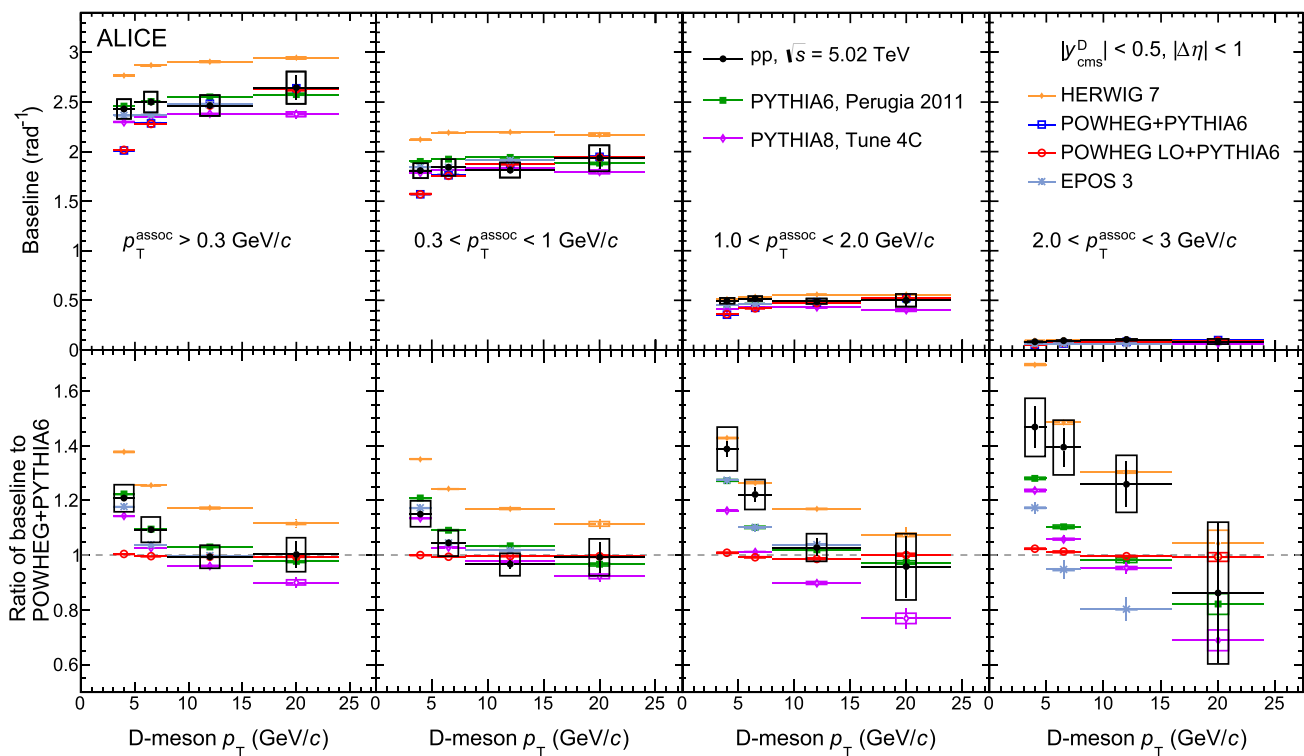 ALICE
3
2.5
2
1.5
1
0.5
0
Baseline (rad⁻¹)
p_T^assoc > 0.3 GeV/c
0.3 < p_T^assoc < 1 GeV/c
pp, √s = 5.02 TeV
PYTHIA6, Perugia 2011
PYTHIA8, Tune 4C
1.0 < p_T^assoc < 2.0 GeV/c
|y_cms^D| < 0.5, |Δη| < 1
HERWIG 7
POWHEG+PYTHIA6
POWHEG LO+PYTHIA6
EPOS 3
2.0 < p_T^assoc < 3 GeV/c
1.6
1.4
1.2
1
0.8
0.6
Ratio of baseline to
POWHEG+PYTHIA6
0 5 10 15 20 25
5 10 15 20 25
5 10 15 20 25
5 10 15 20 25
D-meson p_T (GeV/c)
D-meson p_T (GeV/c)
D-meson p_T (GeV/c)
D-meson p_T (GeV/c)